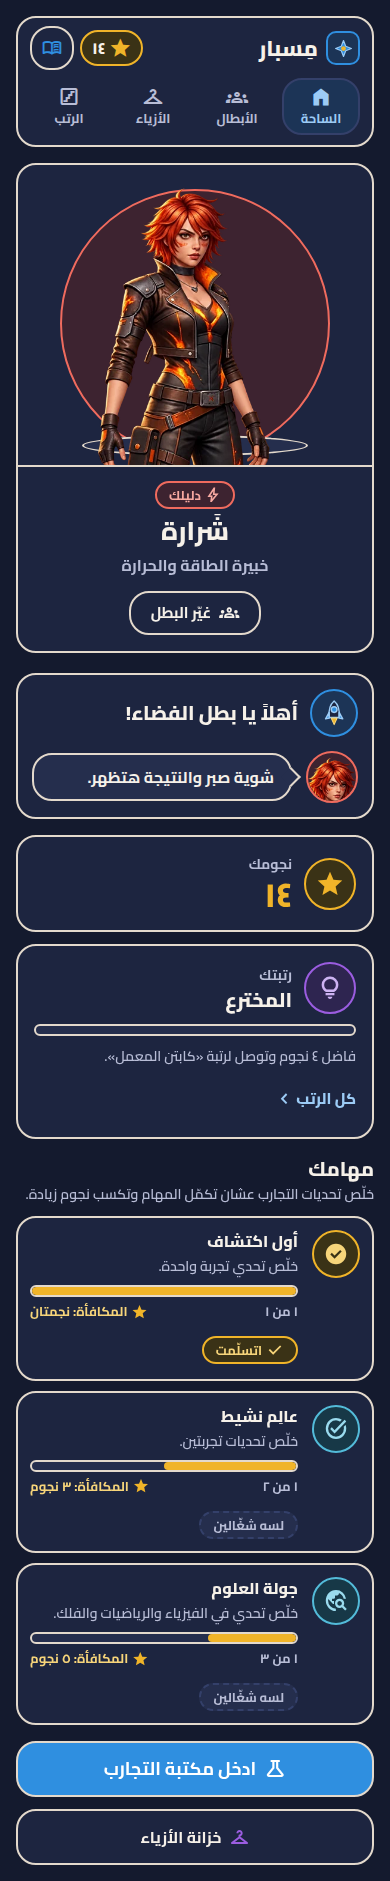 مِسبار
١٤
الساحة
الأبطال
الأزياء
الرتب
دليلك
شَرارة
خبيرة الطاقة والحرارة
غيّر البطل
أهلاً يا بطل الفضاء!
شوية صبر والنتيجة هتظهر.
نجومك
١٤
رتبتك
المخترع
فاضل ٤ نجوم وتوصل لرتبة «كابتن المعمل».
كل الرتب
مهامك
خلّص تحديات التجارب عشان تكمّل المهام وتكسب نجوم زيادة.
أول اكتشاف
خلّص تحدي تجربة واحدة.
١ من ١
المكافأة: نجمتان
اتسلّمت
عالِم نشيط
خلّص تحديات تجربتين.
١ من ٢
المكافأة: ٣ نجوم
لسه شغّالين
جولة العلوم
خلّص تحدي في الفيزياء والرياضيات والفلك.
١ من ٣
المكافأة: ٥ نجوم
لسه شغّالين
ادخل مكتبة التجارب
خزانة الأزياء